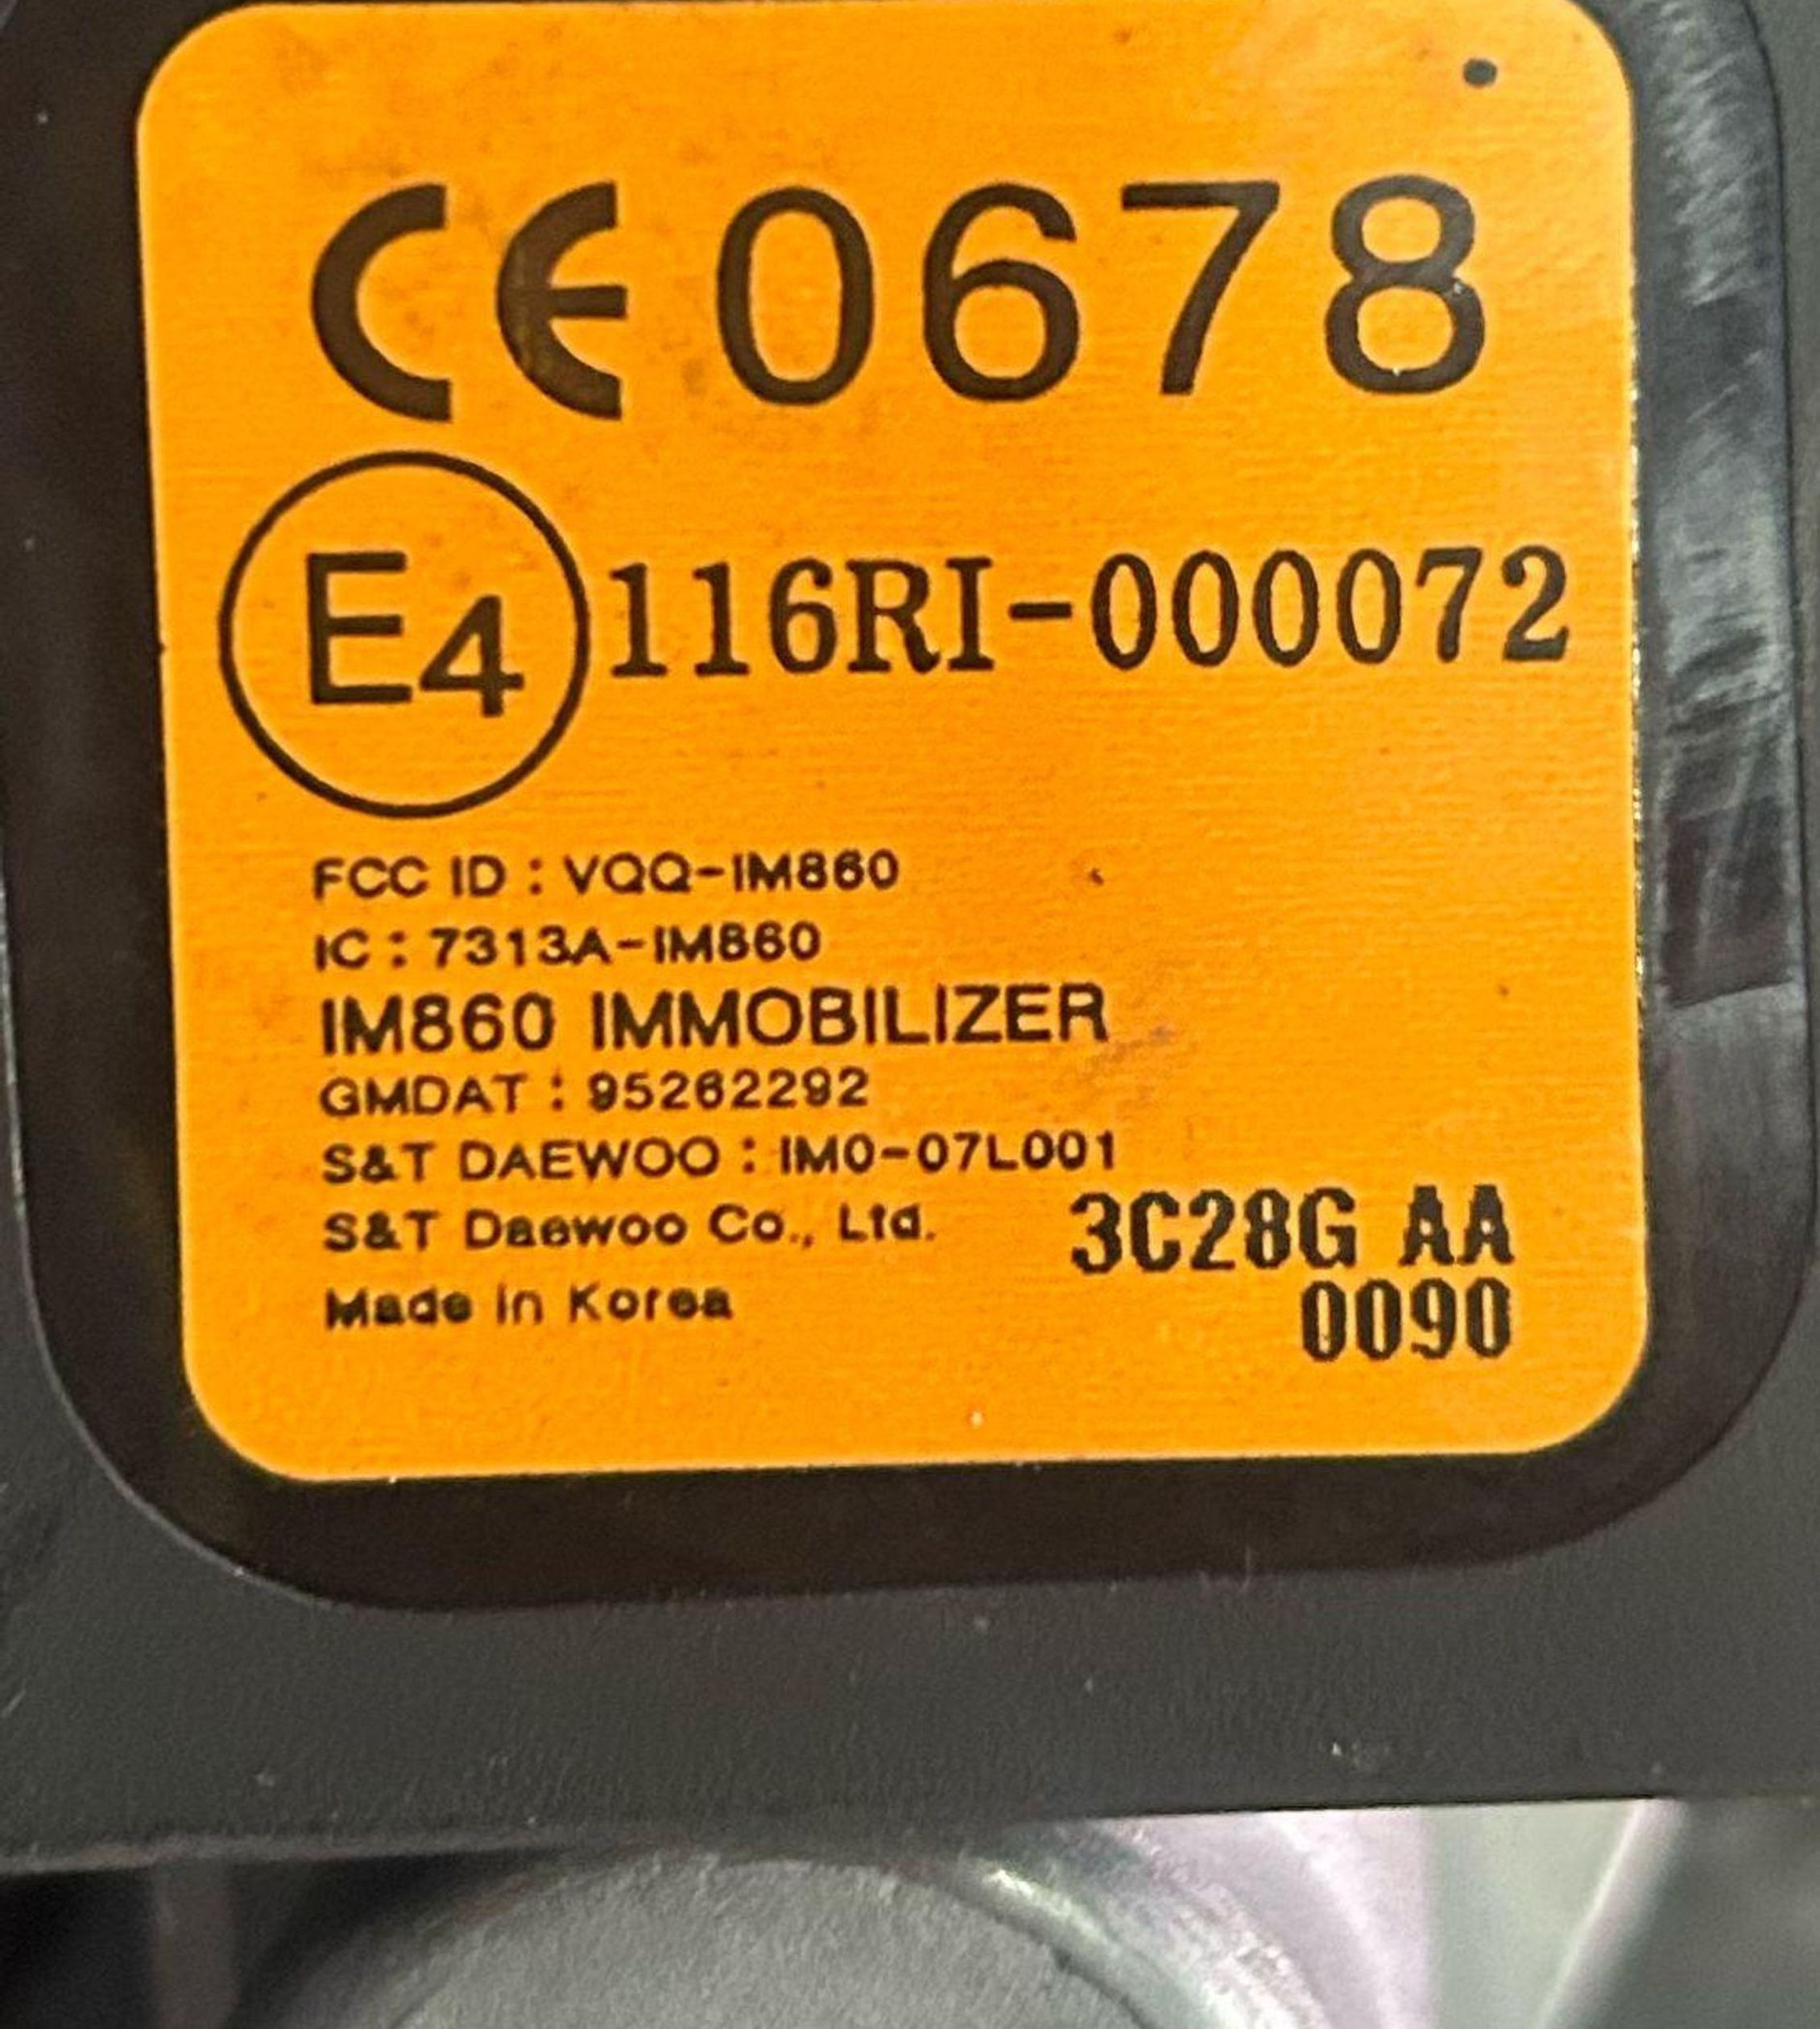 CE 0678
E4 116RI-000072
FCC ID : VQQ-IM860
IC : 7313A-IM860
IM860 IMMOBILIZER
GMDAT : 95262292
S&T DAEWOO : IM0-07L001
S&T Daewoo Co., Ltd.
3C28G AA
Made in Korea
0090